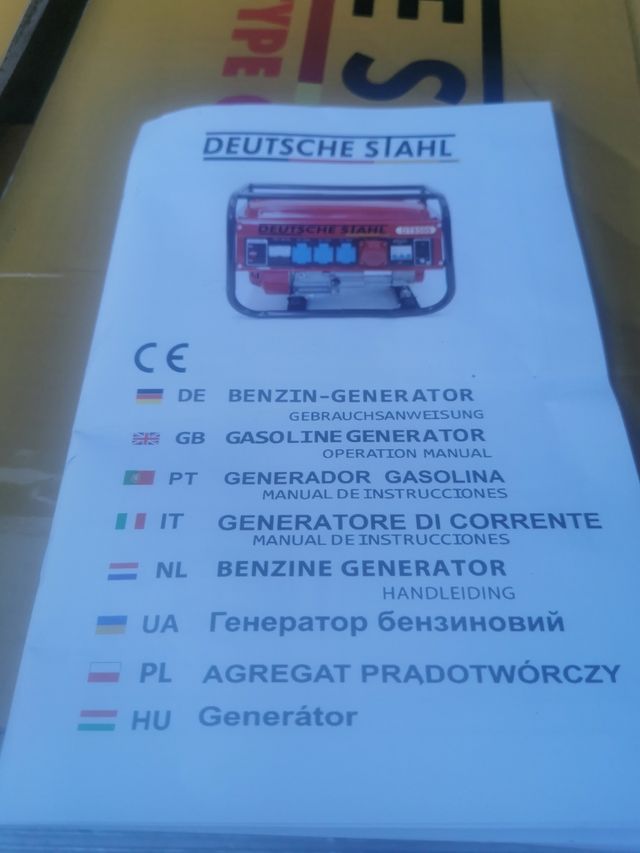 TYPE
ES
DEUTSCHE STAHL
DEUTSCHE STAHL
CE
DE BENZIN-GENERATOR
GEBRAUCHSANWEISUNG
GB GASOLINE GENERATOR
OPERATION MANUAL
PT GENERADOR GASOLINA
MANUAL DE INSTRUCCIONES
IT GENERATORE DI CORRENTE
MANUAL DE INSTRUCCIONES
NL BENZINE GENERATOR
HANDLEIDING
UA Генератор бензиновий
PL AGREGAT PRĄDOTWÓRCZY
HU Generátor